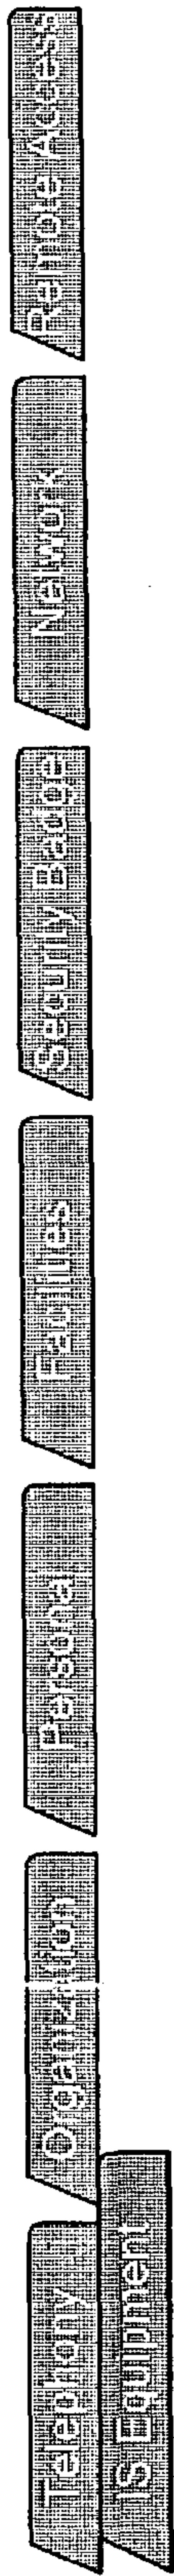 Telephony
Organization
Personal
Facilities
Security Badge
Network
Remote Access
IS Equipment